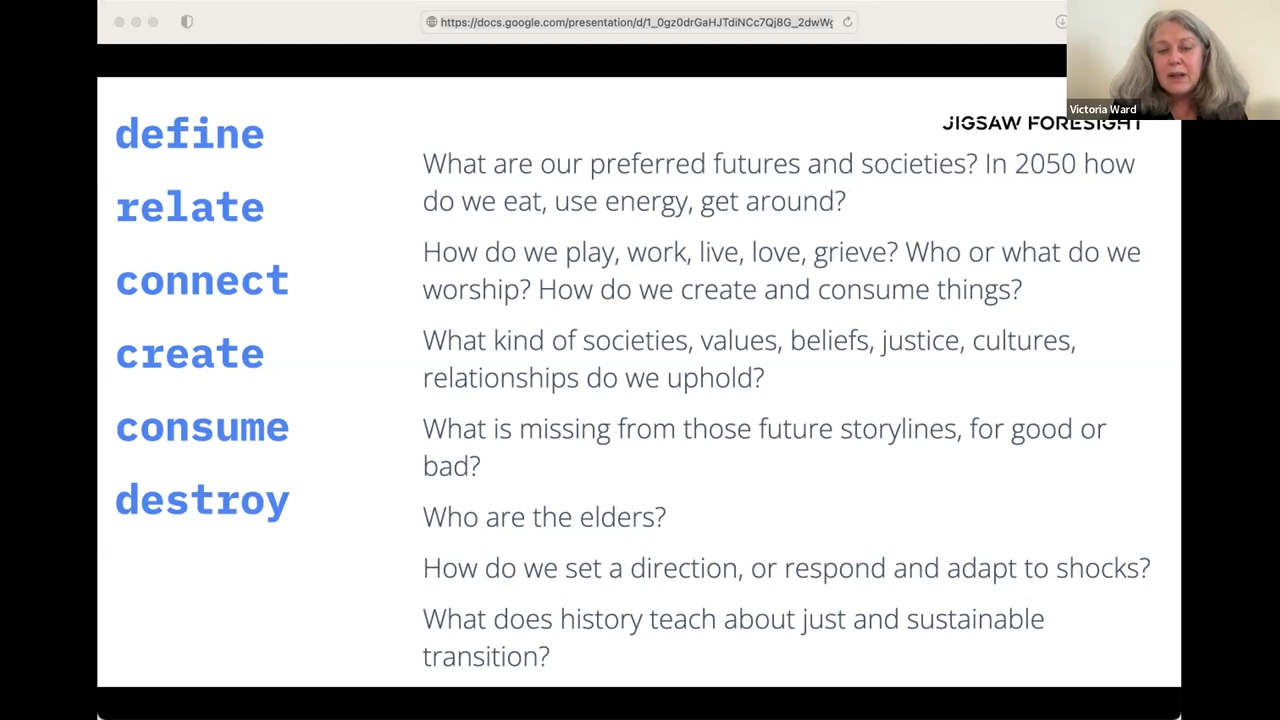 https://docs.google.com/presentation/d/1_0gz0drGaHJTdiNCc7Qj8G_2dwWg
Victoria Ward
JIGSAW FORESIGHT
define
relate
connect
create
consume
destroy
What are our preferred futures and societies? In 2050 how
do we eat, use energy, get around?
How do we play, work, live, love, grieve? Who or what do we
worship? How do we create and consume things?
What kind of societies, values, beliefs, justice, cultures,
relationships do we uphold?
What is missing from those future storylines, for good or
bad?
Who are the elders?
How do we set a direction, or respond and adapt to shocks?
What does history teach about just and sustainable
transition?